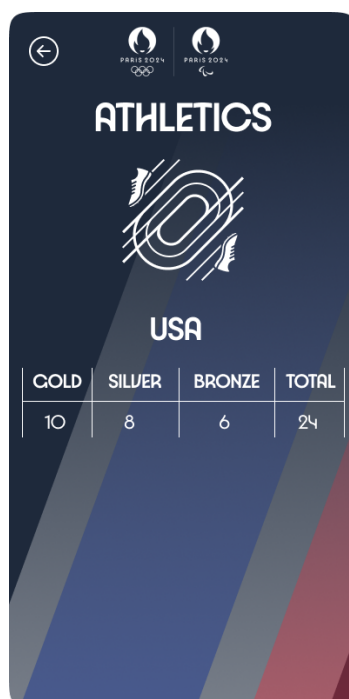 PARIS 2024 PARIS 2024
ATHLETICS
USA
GOLD SILVER BRONZE TOTAL
10 8 6 24